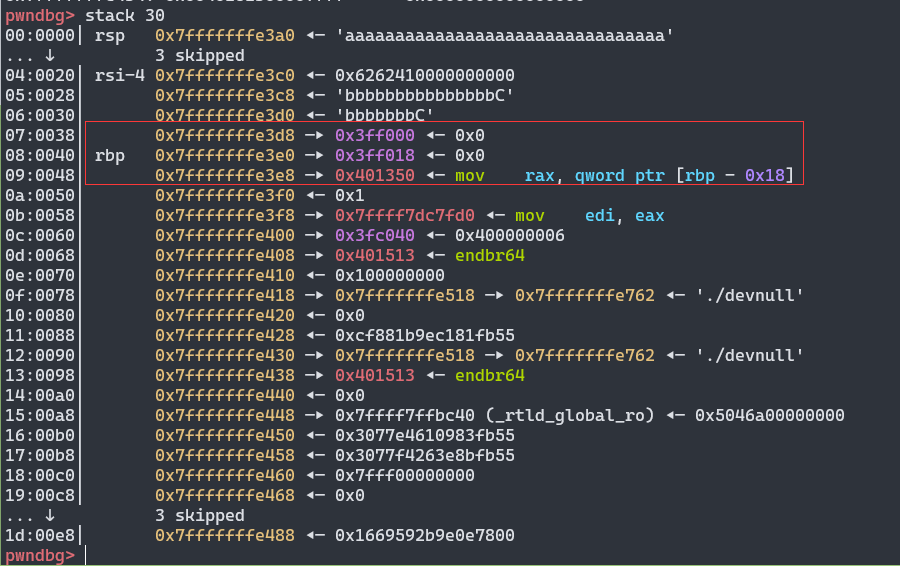 pwndbg> stack 30
00:0000│ rsp 0x7fffffffe3a0 ◂— 'aaaaaaaaaaaaaaaaaaaaaaaaaaaaaaaa'
... ↓ 3 skipped
04:0020│ rsi-4 0x7fffffffe3c0 ◂— 0x6262410000000000
05:0028│ 0x7fffffffe3c8 ◂— 'bbbbbbbbbbbbbbbC'
06:0030│ 0x7fffffffe3d0 ◂— 'bbbbbbbC'
07:0038│ 0x7fffffffe3d8 —▸ 0x3ff000 ◂— 0x0
08:0040│ rbp 0x7fffffffe3e0 —▸ 0x3ff018 ◂— 0x0
09:0048│ 0x7fffffffe3e8 —▸ 0x401350 ◂— mov rax, qword ptr [rbp - 0x18]
0a:0050│ 0x7fffffffe3f0 ◂— 0x1
0b:0058│ 0x7fffffffe3f8 —▸ 0x7ffff7dc7fd0 ◂— mov edi, eax
0c:0060│ 0x7fffffffe400 —▸ 0x3fc040 ◂— 0x400000006
0d:0068│ 0x7fffffffe408 —▸ 0x401513 ◂— endbr64
0e:0070│ 0x7fffffffe410 ◂— 0x100000000
0f:0078│ 0x7fffffffe418 —▸ 0x7fffffffe518 —▸ 0x7fffffffe762 ◂— './devnull'
10:0080│ 0x7fffffffe420 ◂— 0x0
11:0088│ 0x7fffffffe428 ◂— 0xcf881b9ec181fb55
12:0090│ 0x7fffffffe430 —▸ 0x7fffffffe518 —▸ 0x7fffffffe762 ◂— './devnull'
13:0098│ 0x7fffffffe438 —▸ 0x401513 ◂— endbr64
14:00a0│ 0x7fffffffe440 ◂— 0x0
15:00a8│ 0x7fffffffe448 —▸ 0x7ffff7ffbc40 (_rtld_global_ro) ◂— 0x5046a00000000
16:00b0│ 0x7fffffffe450 ◂— 0x3077e4610983fb55
17:00b8│ 0x7fffffffe458 ◂— 0x3077f4263e8bfb55
18:00c0│ 0x7fffffffe460 ◂— 0x7fff00000000
19:00c8│ 0x7fffffffe468 ◂— 0x0
... ↓ 3 skipped
1d:00e8│ 0x7fffffffe488 ◂— 0x1669592b9e0e7800
pwndbg>